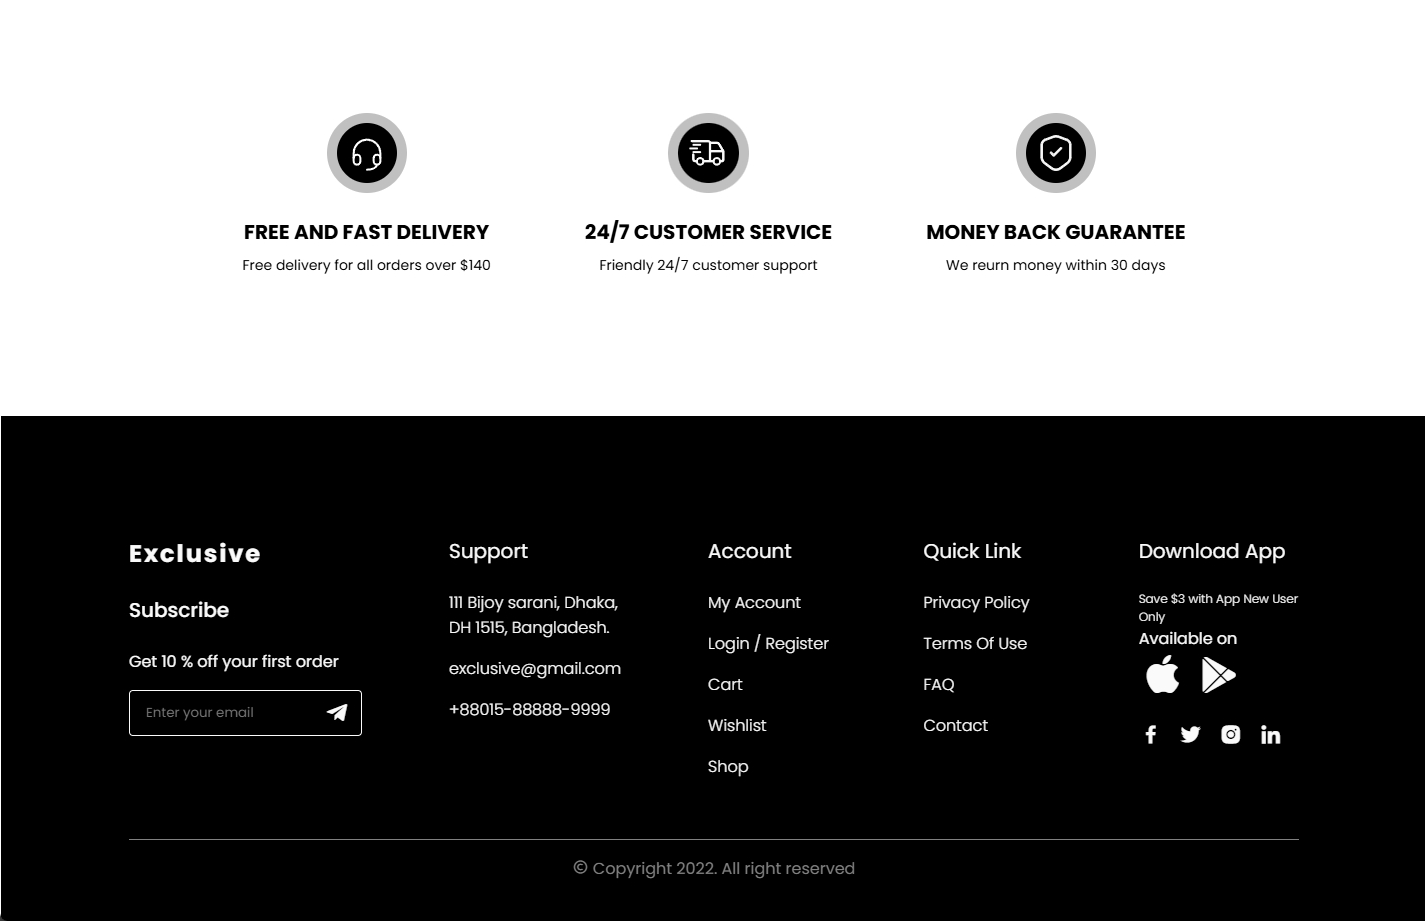 FREE AND FAST DELIVERY
Free delivery for all orders over $140
24/7 CUSTOMER SERVICE
Friendly 24/7 customer support
MONEY BACK GUARANTEE
We reurn money within 30 days
Exclusive
Subscribe
Get 10 % off your first order
Enter your email
Support
111 Bijoy sarani, Dhaka,
DH 1515, Bangladesh.
exclusive@gmail.com
+88015-88888-9999
Account
My Account
Login / Register
Cart
Wishlist
Shop
Quick Link
Privacy Policy
Terms Of Use
FAQ
Contact
Download App
Save $3 with App New User
Only
Available on
© Copyright 2022. All right reserved